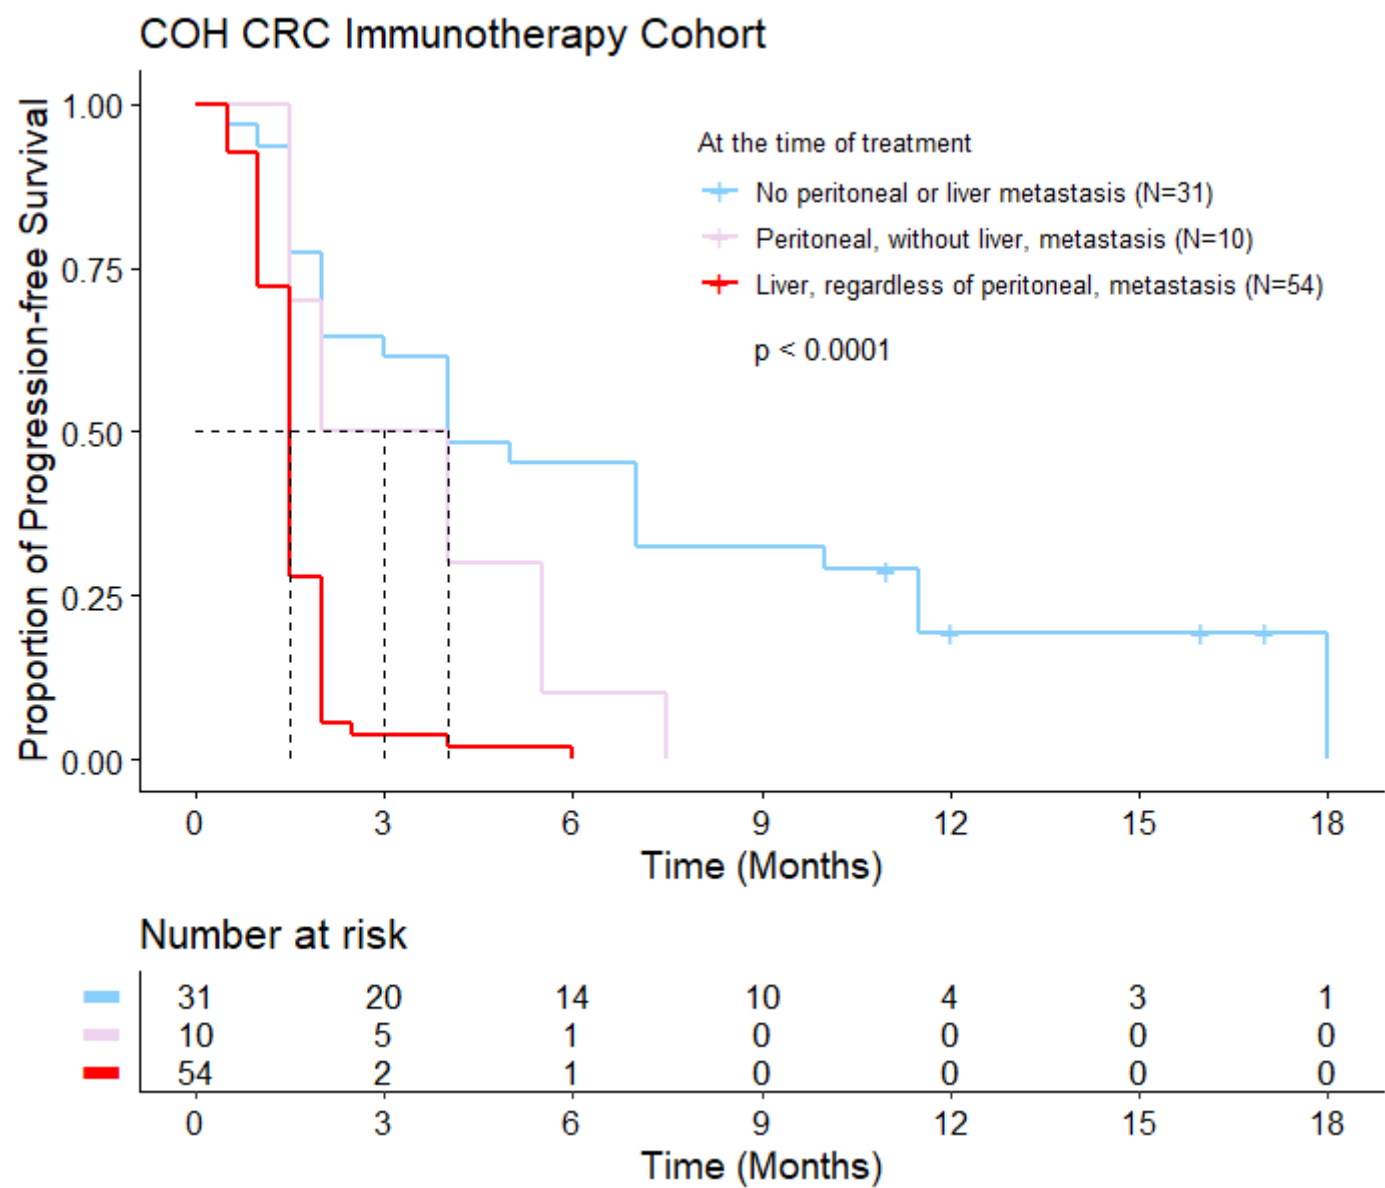 COH CRC Immunotherapy Cohort
Proportion of Progression-free Survival
1.00
0.75
0.50
0.25
0.00
At the time of treatment
No peritoneal or liver metastasis (N=31)
Peritoneal, without liver, metastasis (N=10)
Liver, regardless of peritoneal, metastasis (N=54)
p < 0.0001
0 3 6 9 12 15 18
Time (Months)
Number at risk
31 20 14 10 4 3 1
10 5 1 0 0 0 0
54 2 1 0 0 0 0
0 3 6 9 12 15 18
Time (Months)